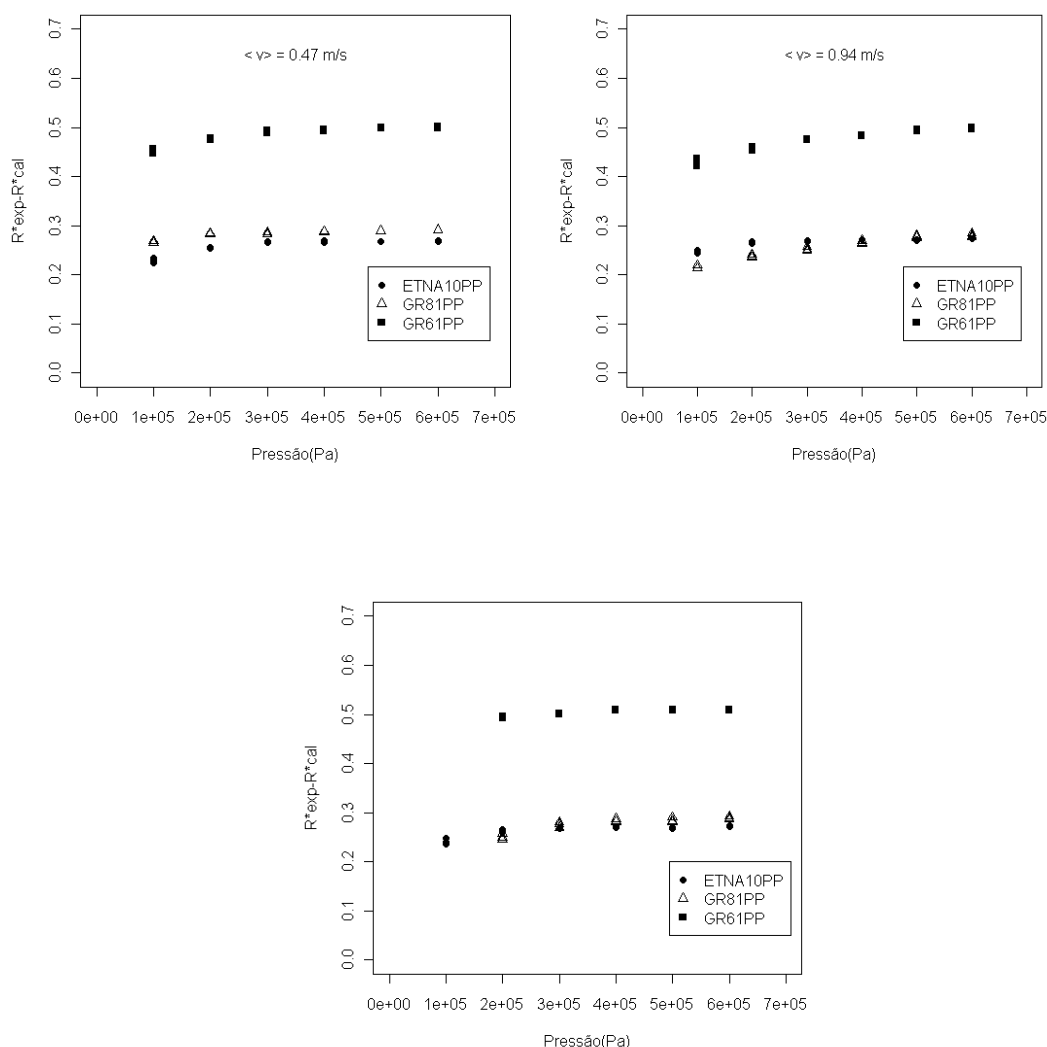 < v> = 0.47 m/s
R*exp-R*cal
0.0 0.1 0.2 0.3 0.4 0.5 0.6 0.7
ETNA10PP
GR81PP
GR61PP
0e+00 1e+05 2e+05 3e+05 4e+05 5e+05 6e+05 7e+05
Pressão(Pa)
< v> = 0.94 m/s
R*exp-R*cal
0.0 0.1 0.2 0.3 0.4 0.5 0.6 0.7
ETNA10PP
GR81PP
GR61PP
0e+00 1e+05 2e+05 3e+05 4e+05 5e+05 6e+05 7e+05
Pressão(Pa)
R*exp-R*cal
0.0 0.1 0.2 0.3 0.4 0.5 0.6 0.7
ETNA10PP
GR81PP
GR61PP
0e+00 1e+05 2e+05 3e+05 4e+05 5e+05 6e+05 7e+05
Pressão(Pa)